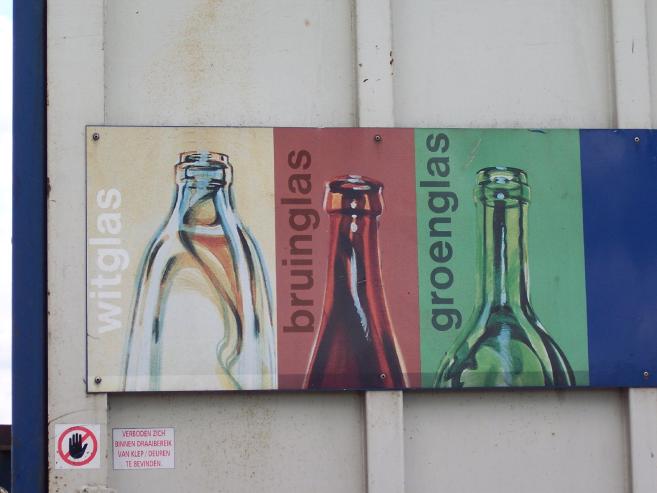 witglas
bruinglas
groenglas
VERBODEN ZICH
BINNEN DRAAIBEREIK
VAN KLEP / DEUREN
TE BEVINDEN.